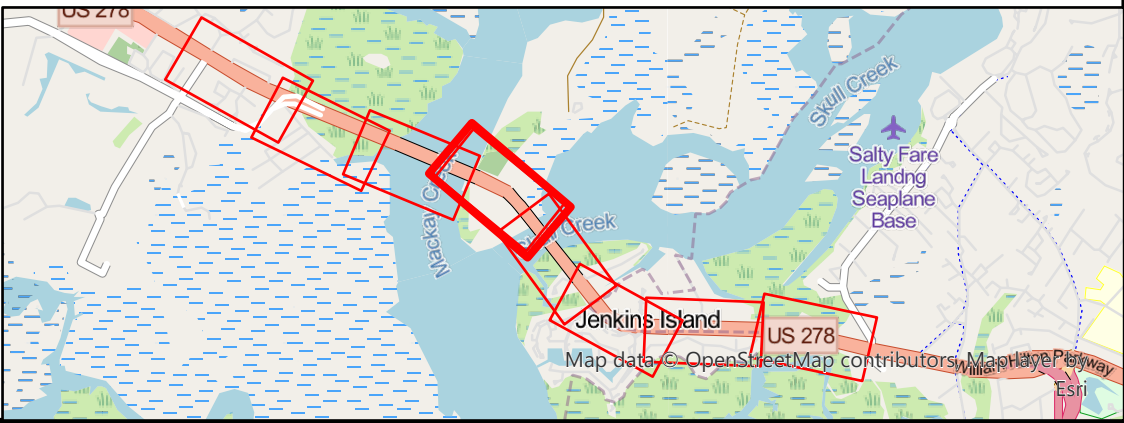 US 278
Skull Creek
Salty Fare
Landng
Seaplane
Base
Mackay Creek
Skull Creek
Jenkins Island
US 278
Map data © OpenStreetMap contributors, Map layer by
Esri
Parkway